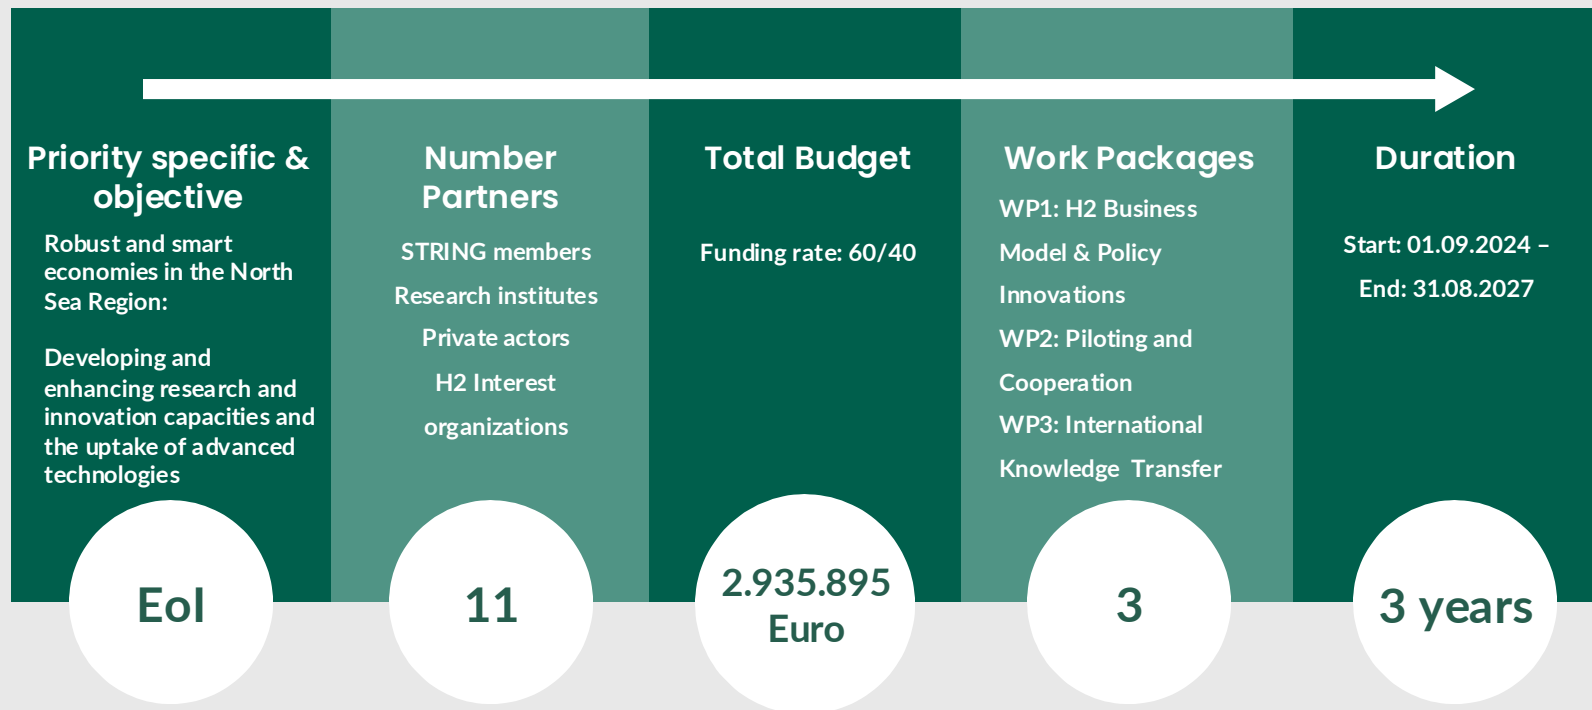 Priority specific &
objective
Robust and smart
economies in the North
Sea Region:
Developing and
enhancing research and
innovation capacities and
the uptake of advanced
technologies
EoI
Number
Partners
STRING members
Research institutes
Private actors
H2 Interest
organizations
11
Total Budget
Funding rate: 60/40
2.935.895
Euro
Work Packages
WP1: H2 Business
Model & Policy
Innovations
WP2: Piloting and
Cooperation
WP3: International
Knowledge Transfer
3
Duration
Start: 01.09.2024 –
End: 31.08.2027
3 years